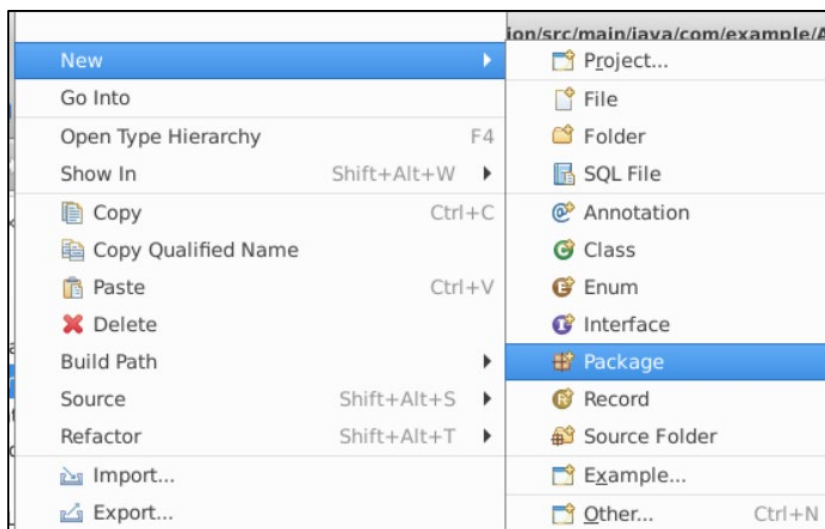 ion/src/main/java/com/example/A
New
Go Into
Open Type Hierarchy F4
Show In Shift+Alt+W
Copy Ctrl+C
Copy Qualified Name
Paste Ctrl+V
Delete
Build Path
Source Shift+Alt+S
Refactor Shift+Alt+T
Import...
Export...
Project...
File
Folder
SQL File
Annotation
Class
Enum
Interface
Package
Record
Source Folder
Example...
Other... Ctrl+N